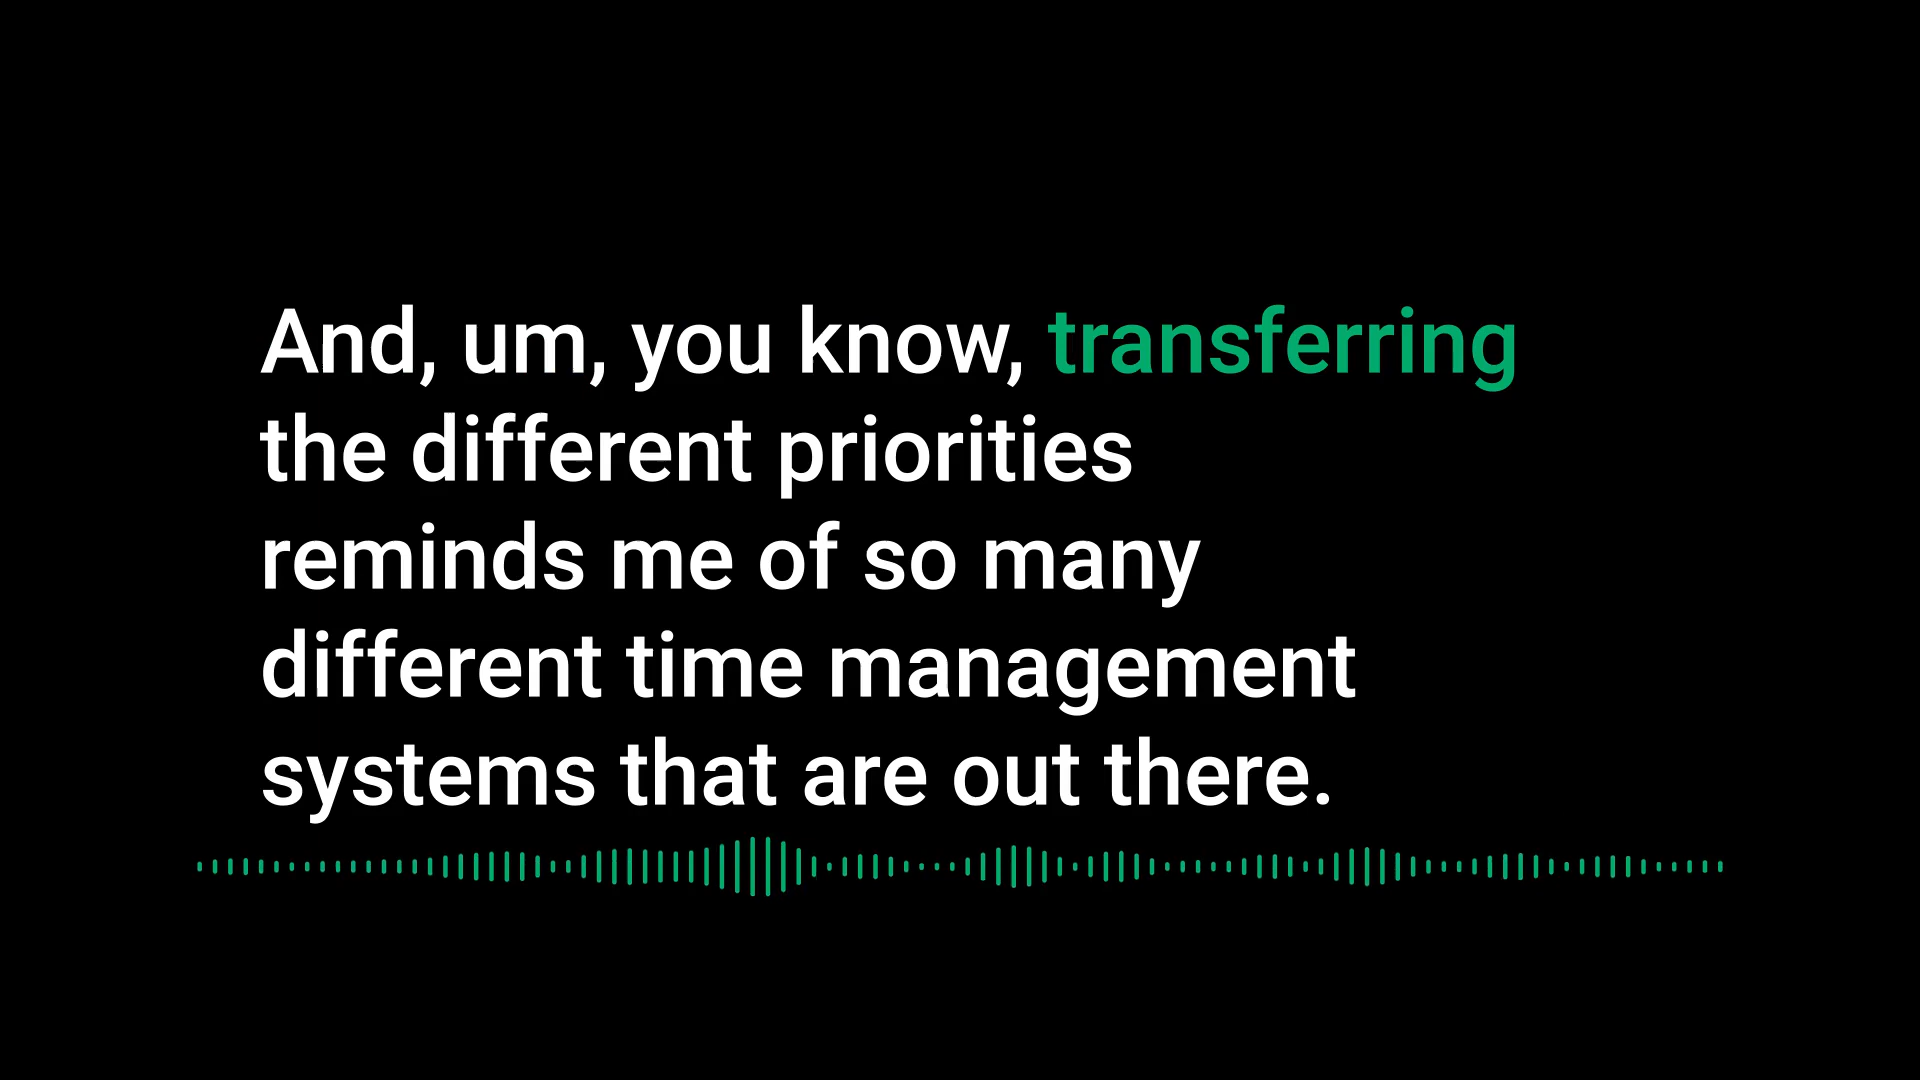 And, um, you know, transferring
the different priorities
reminds me of so many
different time management
systems that are out there.